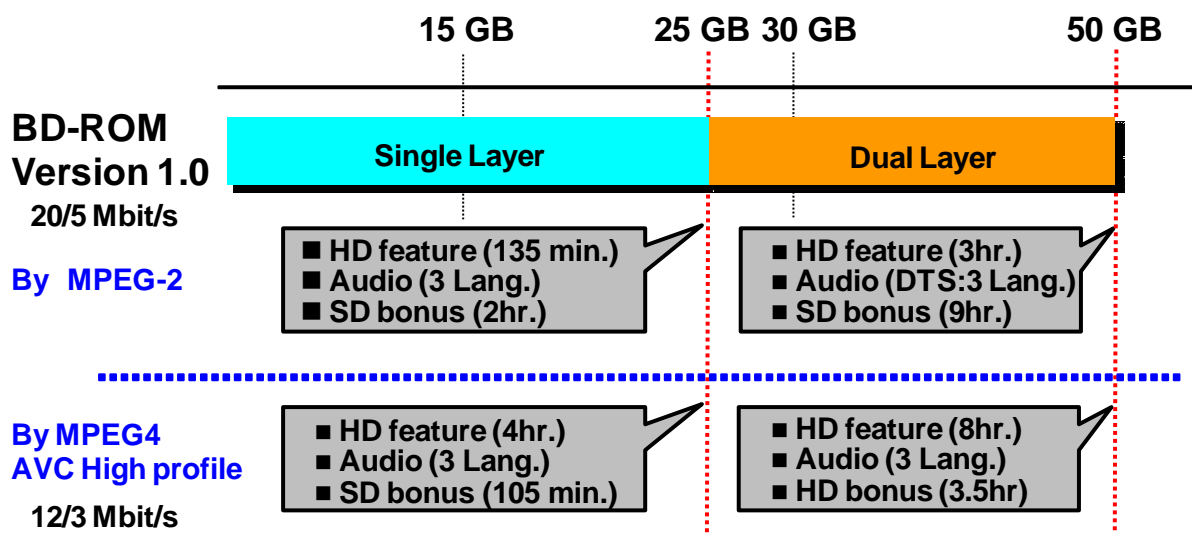 15 GB
25 GB
30 GB
50 GB
BD-ROM
Version 1.0
20/5 Mbit/s
Single Layer
Dual Layer
By MPEG-2
■ HD feature (135 min.)
■ Audio (3 Lang.)
■ SD bonus (2hr.)
■ HD feature (3hr.)
■ Audio (DTS:3 Lang.)
■ SD bonus (9hr.)
By MPEG4
AVC High profile
12/3 Mbit/s
■ HD feature (4hr.)
■ Audio (3 Lang.)
■ SD bonus (105 min.)
■ HD feature (8hr.)
■ Audio (3 Lang.)
■ HD bonus (3.5hr)